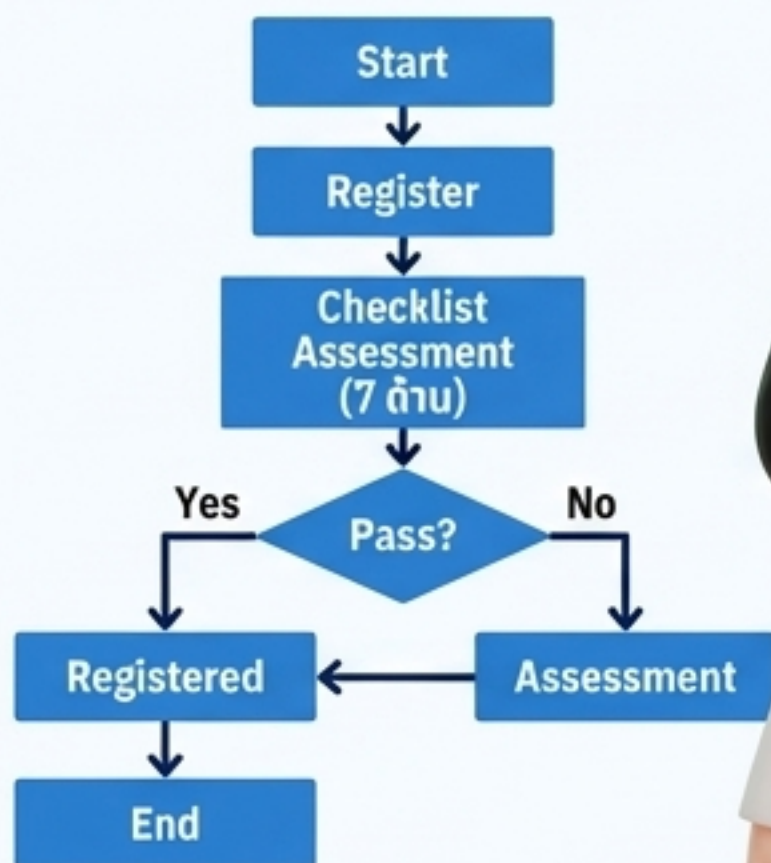 Start
Register
Checklist
Assessment
(7 ด้าน)
Pass?
Yes
No
Registered
Assessment
End